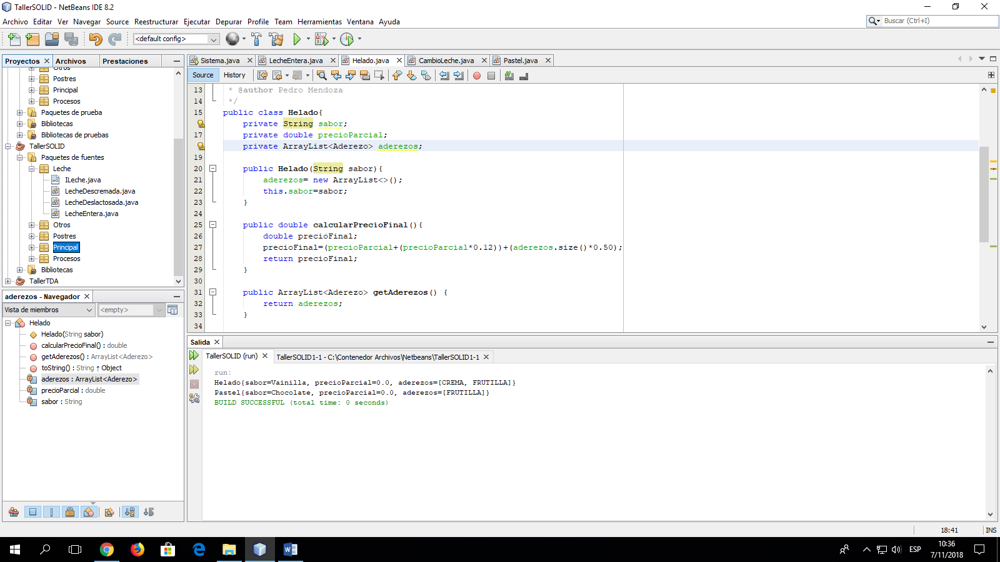 TallerSOLID - NetBeans IDE 8.2
Archivo Editar Ver Navegar Source Reestructurar Ejecutar Depurar Profile Team Herramientas Ventana Ayuda
Buscar (Ctrl+I)
<default config>
Proyectos Archivos Prestaciones
Otros
Postres
Principal
Procesos
Paquetes de prueba
Bibliotecas
Bibliotecas de pruebas
TallerSOLID
Paquetes de fuentes
Leche
ILeche.java
LecheDescremada.java
LecheDeslactosada.java
LecheEntera.java
Otros
Postres
Principal
Procesos
Bibliotecas
TallerTDA
aderezos - Navegador
Vista de miembros <empty>
Helado
Helado(String sabor)
calcularPrecioFinal() : double
getAderezos() : ArrayList<Aderezo>
toString() : String ↑ Object
aderezos : ArrayList<Aderezo>
precioParcial : double
sabor : String
Sistema.java LecheEntera.java Helado.java CambioLeche.java Pastel.java
Source History
13 * @author Pedro Mendoza
14 */
15 public class Helado{
private String sabor;
17 private double precioParcial;
private ArrayList<Aderezo> aderezos;
19
20 public Helado(String sabor){
21 aderezos= new ArrayList<>();
22 this.sabor=sabor;
23 }
24
25 public double calcularPrecioFinal(){
26 double precioFinal;
27 precioFinal=(precioParcial+(precioParcial*0.12))+(aderezos.size()*0.50);
28 return precioFinal;
29 }
30
31 public ArrayList<Aderezo> getAderezos() {
32 return aderezos;
33 }
34
Salida
TallerSOLID (run) TallerSOLID1-1 - C:\Contenedor Archivos\Netbeans\TallerSOLID1-1
run:
Helado{sabor=Vainilla, precioParcial=0.0, aderezos=[CREMA, FRUTILLA]}
Pastel{sabor=Chocolate, precioParcial=0.0, aderezos=[FRUTILLA]}
BUILD SUCCESSFUL (total time: 0 seconds)
18:41 INS
ESP
10:36
7/11/2018